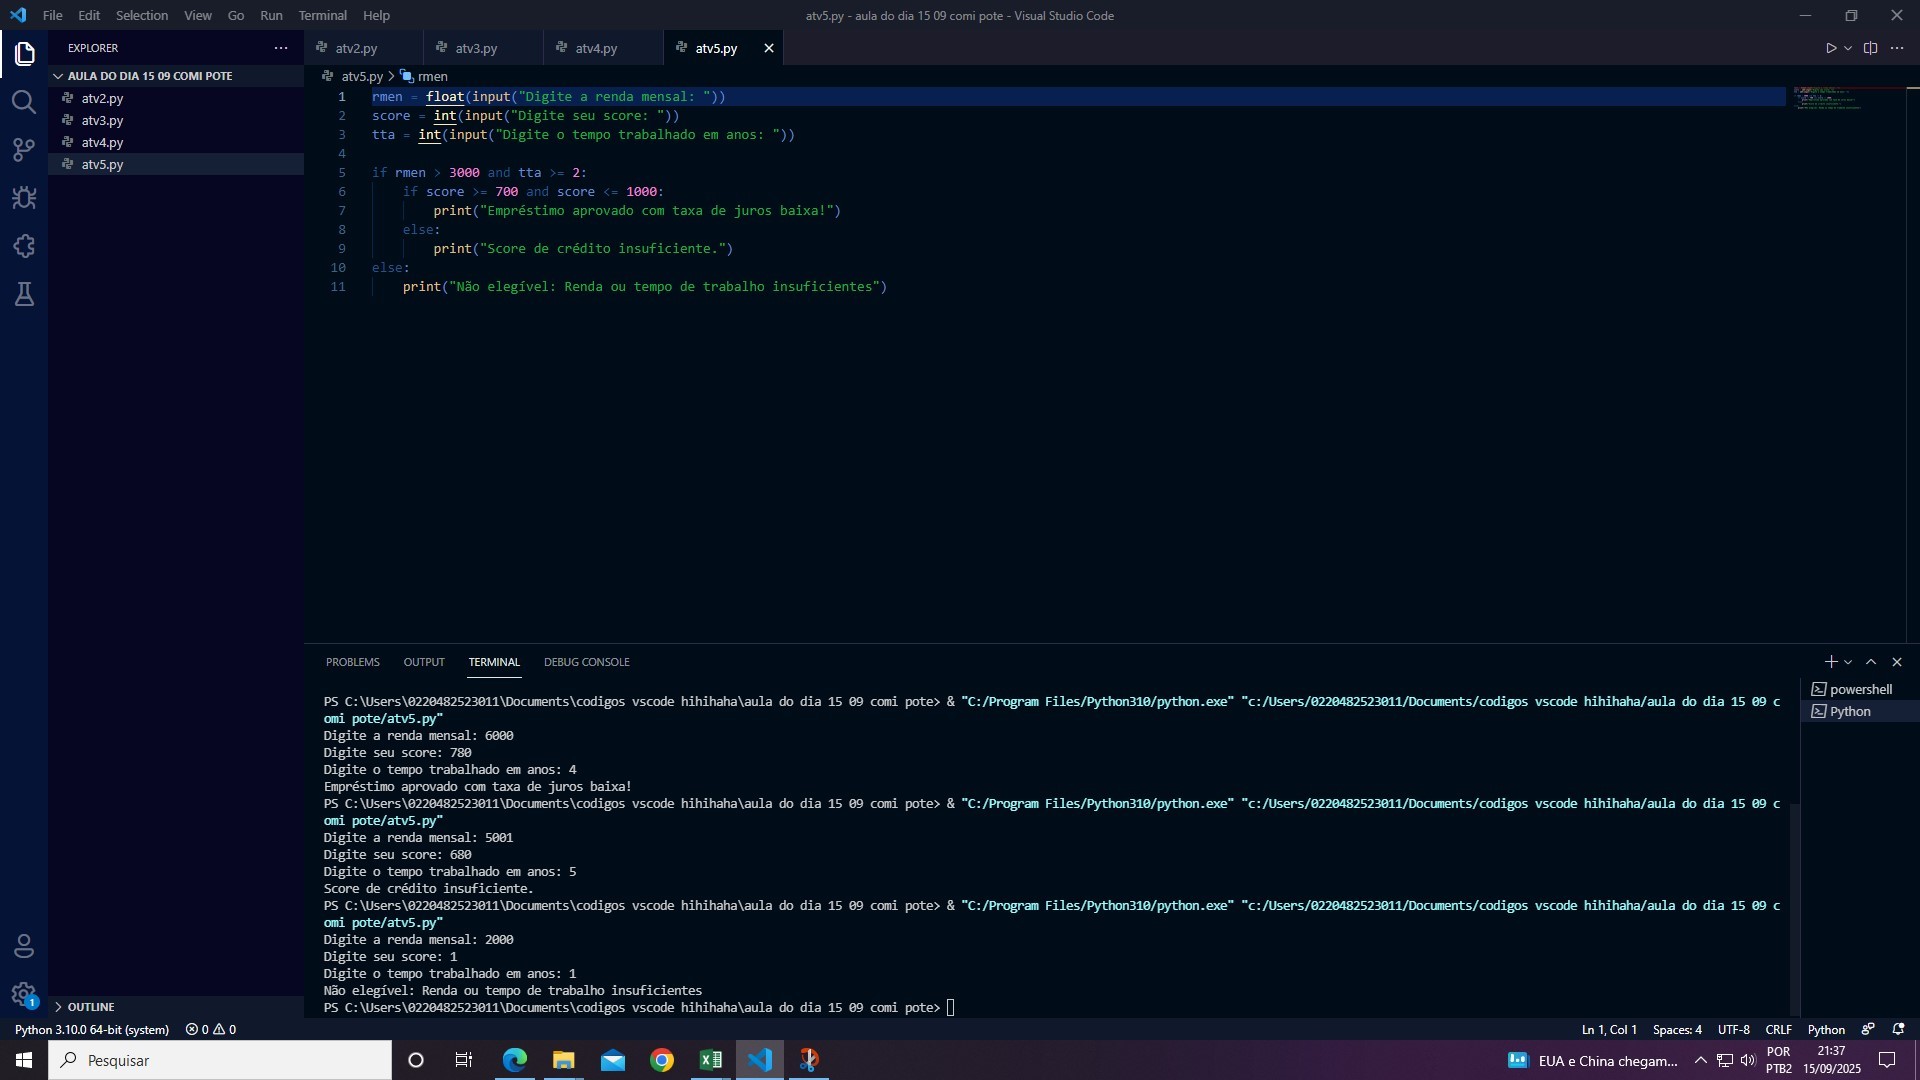 File Edit Selection View Go Run Terminal Help
atv5.py - aula do dia 15 09 comi pote - Visual Studio Code
EXPLORER
AULA DO DIA 15 09 COMI POTE
atv2.py
atv3.py
atv4.py
atv5.py
OUTLINE
atv2.py atv3.py atv4.py atv5.py
atv5.py > rmen
1 rmen = float(input("Digite a renda mensal: "))
2 score = int(input("Digite seu score: "))
3 tta = int(input("Digite o tempo trabalhado em anos: "))
4
5 if rmen > 3000 and tta >= 2:
6     if score >= 700 and score <= 1000:
7         print("Empréstimo aprovado com taxa de juros baixa!")
8     else:
9         print("Score de crédito insuficiente.")
10 else:
11     print("Não elegível: Renda ou tempo de trabalho insuficientes")
PROBLEMS OUTPUT TERMINAL DEBUG CONSOLE
powershell
Python
PS C:\Users\0220482523011\Documents\codigos vscode hihihaha\aula do dia 15 09 comi pote> & "C:/Program Files/Python310/python.exe" "c:/Users/0220482523011/Documents/codigos vscode hihihaha/aula do dia 15 09 c
omi pote/atv5.py"
Digite a renda mensal: 6000
Digite seu score: 780
Digite o tempo trabalhado em anos: 4
Empréstimo aprovado com taxa de juros baixa!
PS C:\Users\0220482523011\Documents\codigos vscode hihihaha\aula do dia 15 09 comi pote> & "C:/Program Files/Python310/python.exe" "c:/Users/0220482523011/Documents/codigos vscode hihihaha/aula do dia 15 09 c
omi pote/atv5.py"
Digite a renda mensal: 5001
Digite seu score: 680
Digite o tempo trabalhado em anos: 5
Score de crédito insuficiente.
PS C:\Users\0220482523011\Documents\codigos vscode hihihaha\aula do dia 15 09 comi pote> & "C:/Program Files/Python310/python.exe" "c:/Users/0220482523011/Documents/codigos vscode hihihaha/aula do dia 15 09 c
omi pote/atv5.py"
Digite a renda mensal: 2000
Digite seu score: 1
Digite o tempo trabalhado em anos: 1
Não elegível: Renda ou tempo de trabalho insuficientes
PS C:\Users\0220482523011\Documents\codigos vscode hihihaha\aula do dia 15 09 comi pote>
1
Python 3.10.0 64-bit (system) 0 0
Ln 1, Col 1 Spaces: 4 UTF-8 CRLF Python
Pesquisar
EUA e China chegam...
POR
PTB2
21:37
15/09/2025